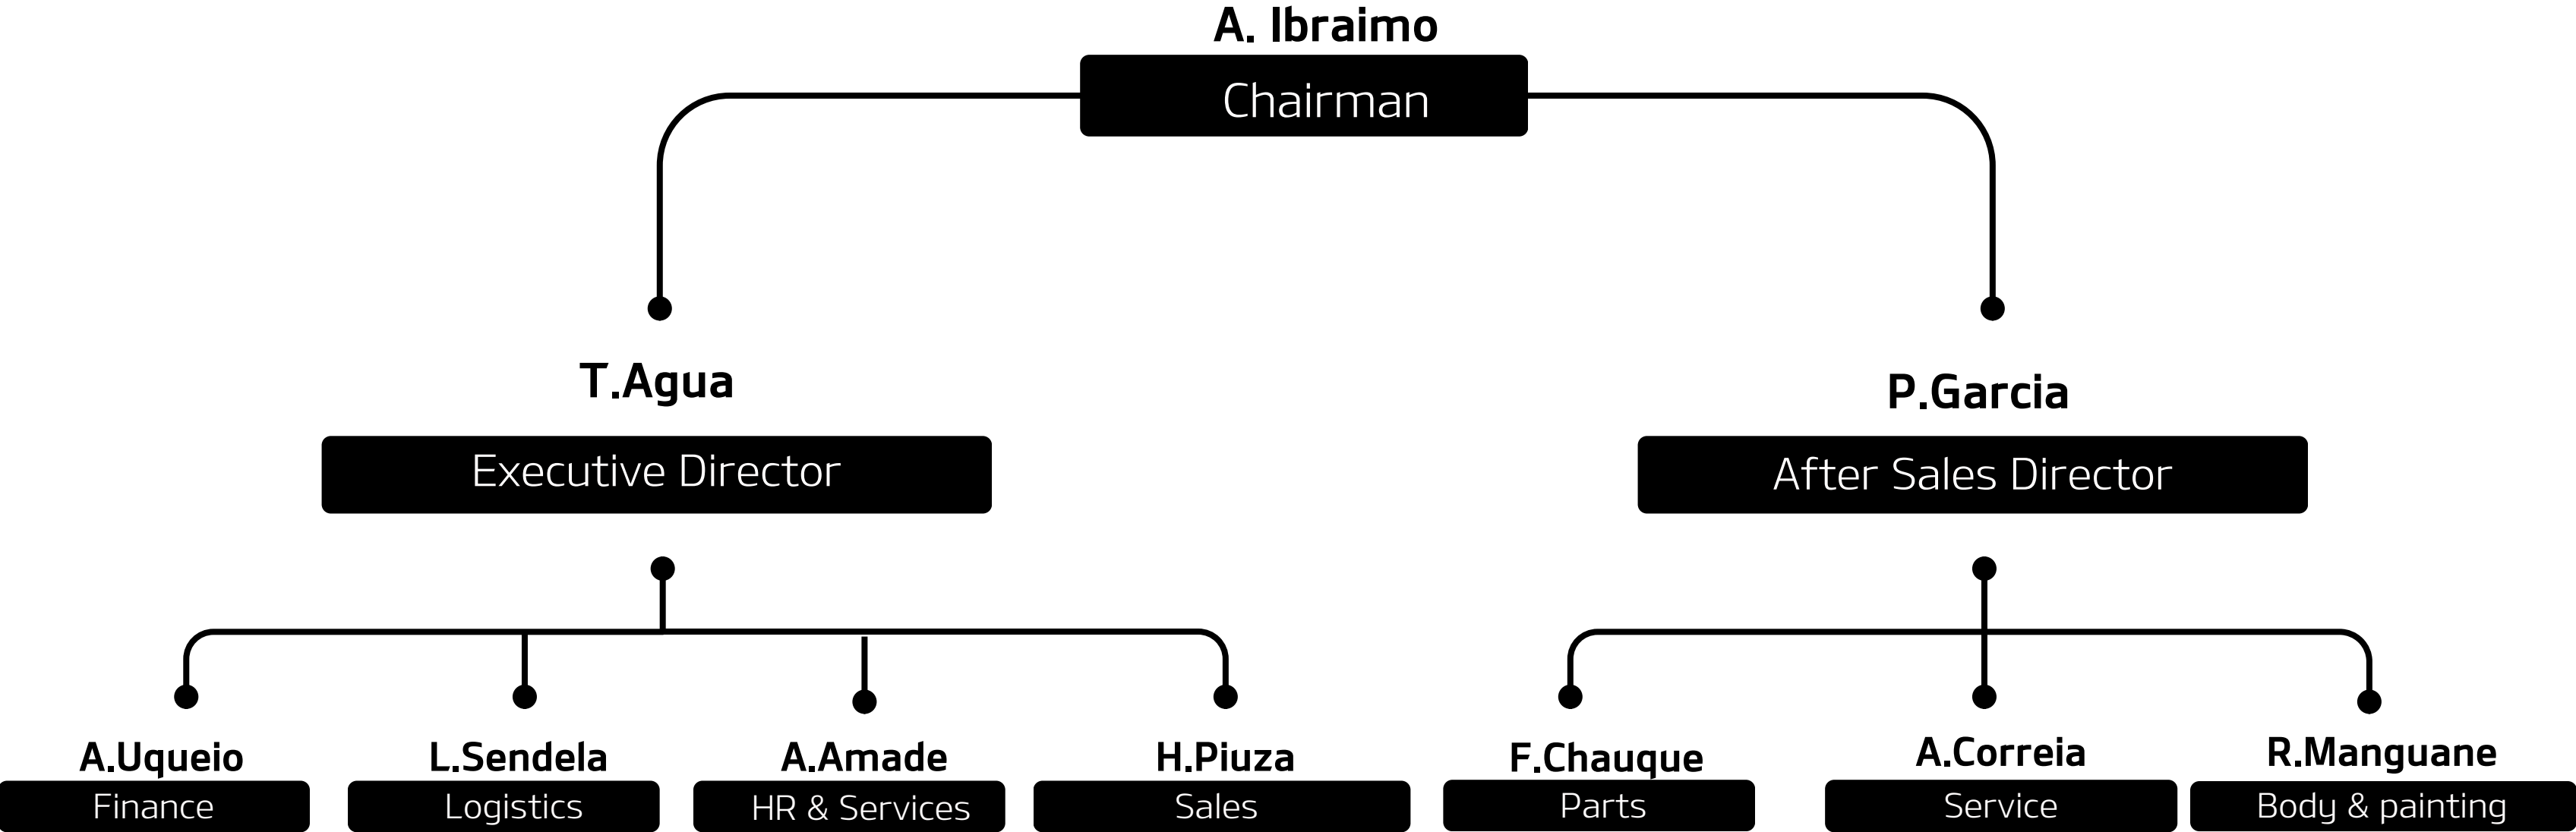 A. Ibraimo
Chairman
T.Agua
Executive Director
P.Garcia
After Sales Director
A.Uqueio
Finance
L.Sendela
Logistics
A.Amade
HR & Services
H.Piuza
Sales
F.Chauque
Parts
A.Correia
Service
R.Manguane
Body & painting